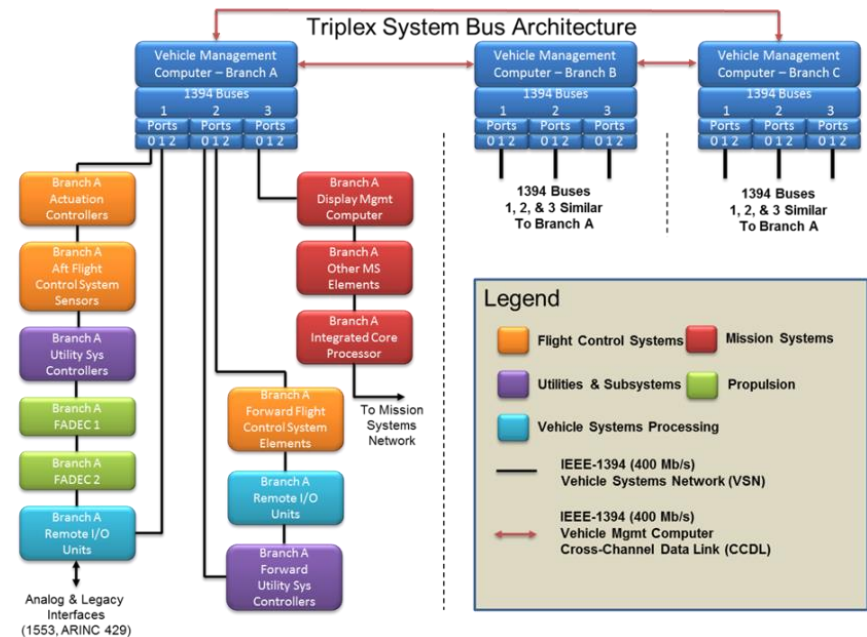 Triplex System Bus Architecture
Vehicle Management
Computer – Branch A
1394 Buses
1 2 3
Ports Ports Ports
0 1 2 0 1 2 0 1 2
Vehicle Management
Computer – Branch B
1394 Buses
1 2 3
Ports Ports Ports
0 1 2 0 1 2 0 1 2
Vehicle Management
Computer – Branch C
1394 Buses
1 2 3
Ports Ports Ports
0 1 2 0 1 2 0 1 2
Branch A
Actuation
Controllers
Branch A
Aft Flight
Control System
Sensors
Branch A
Utility Sys
Controllers
Branch A
FADEC 1
Branch A
FADEC 2
Branch A
Remote I/O
Units
Analog & Legacy
Interfaces
(1553, ARINC 429)
Branch A
Forward Flight
Control System
Elements
Branch A
Remote I/O
Units
Branch A
Forward
Utility Sys
Controllers
Branch A
Display Mgmt
Computer
Branch A
Other MS
Elements
Branch A
Integrated Core
Processor
To Mission
Systems
Network
1394 Buses
1, 2, & 3 Similar
To Branch A
1394 Buses
1, 2, & 3 Similar
To Branch A
Legend
Flight Control Systems
Mission Systems
Utilities & Subsystems
Propulsion
Vehicle Systems Processing
IEEE-1394 (400 Mb/s)
Vehicle Systems Network (VSN)
IEEE-1394 (400 Mb/s)
Vehicle Mgmt Computer
Cross-Channel Data Link (CCDL)